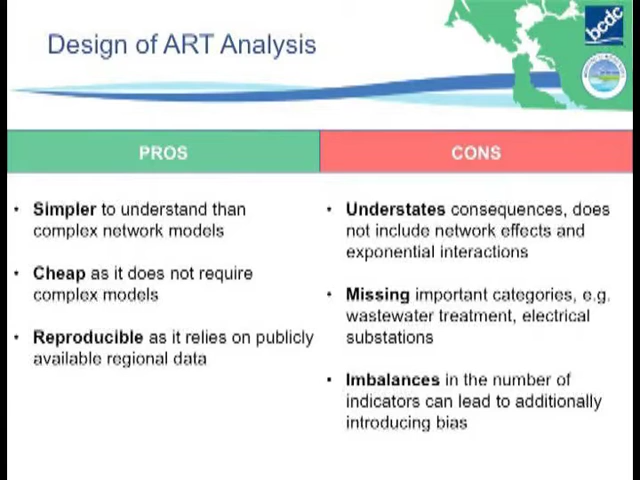 Design of ART Analysis
bcdc
PROS
CONS
• Simpler to understand than
complex network models
• Cheap as it does not require
complex models
• Reproducible as it relies on publicly
available regional data
• Understates consequences, does
not include network effects and
exponential interactions
• Missing important categories, e.g.
wastewater treatment, electrical
substations
• Imbalances in the number of
indicators can lead to additionally
introducing bias